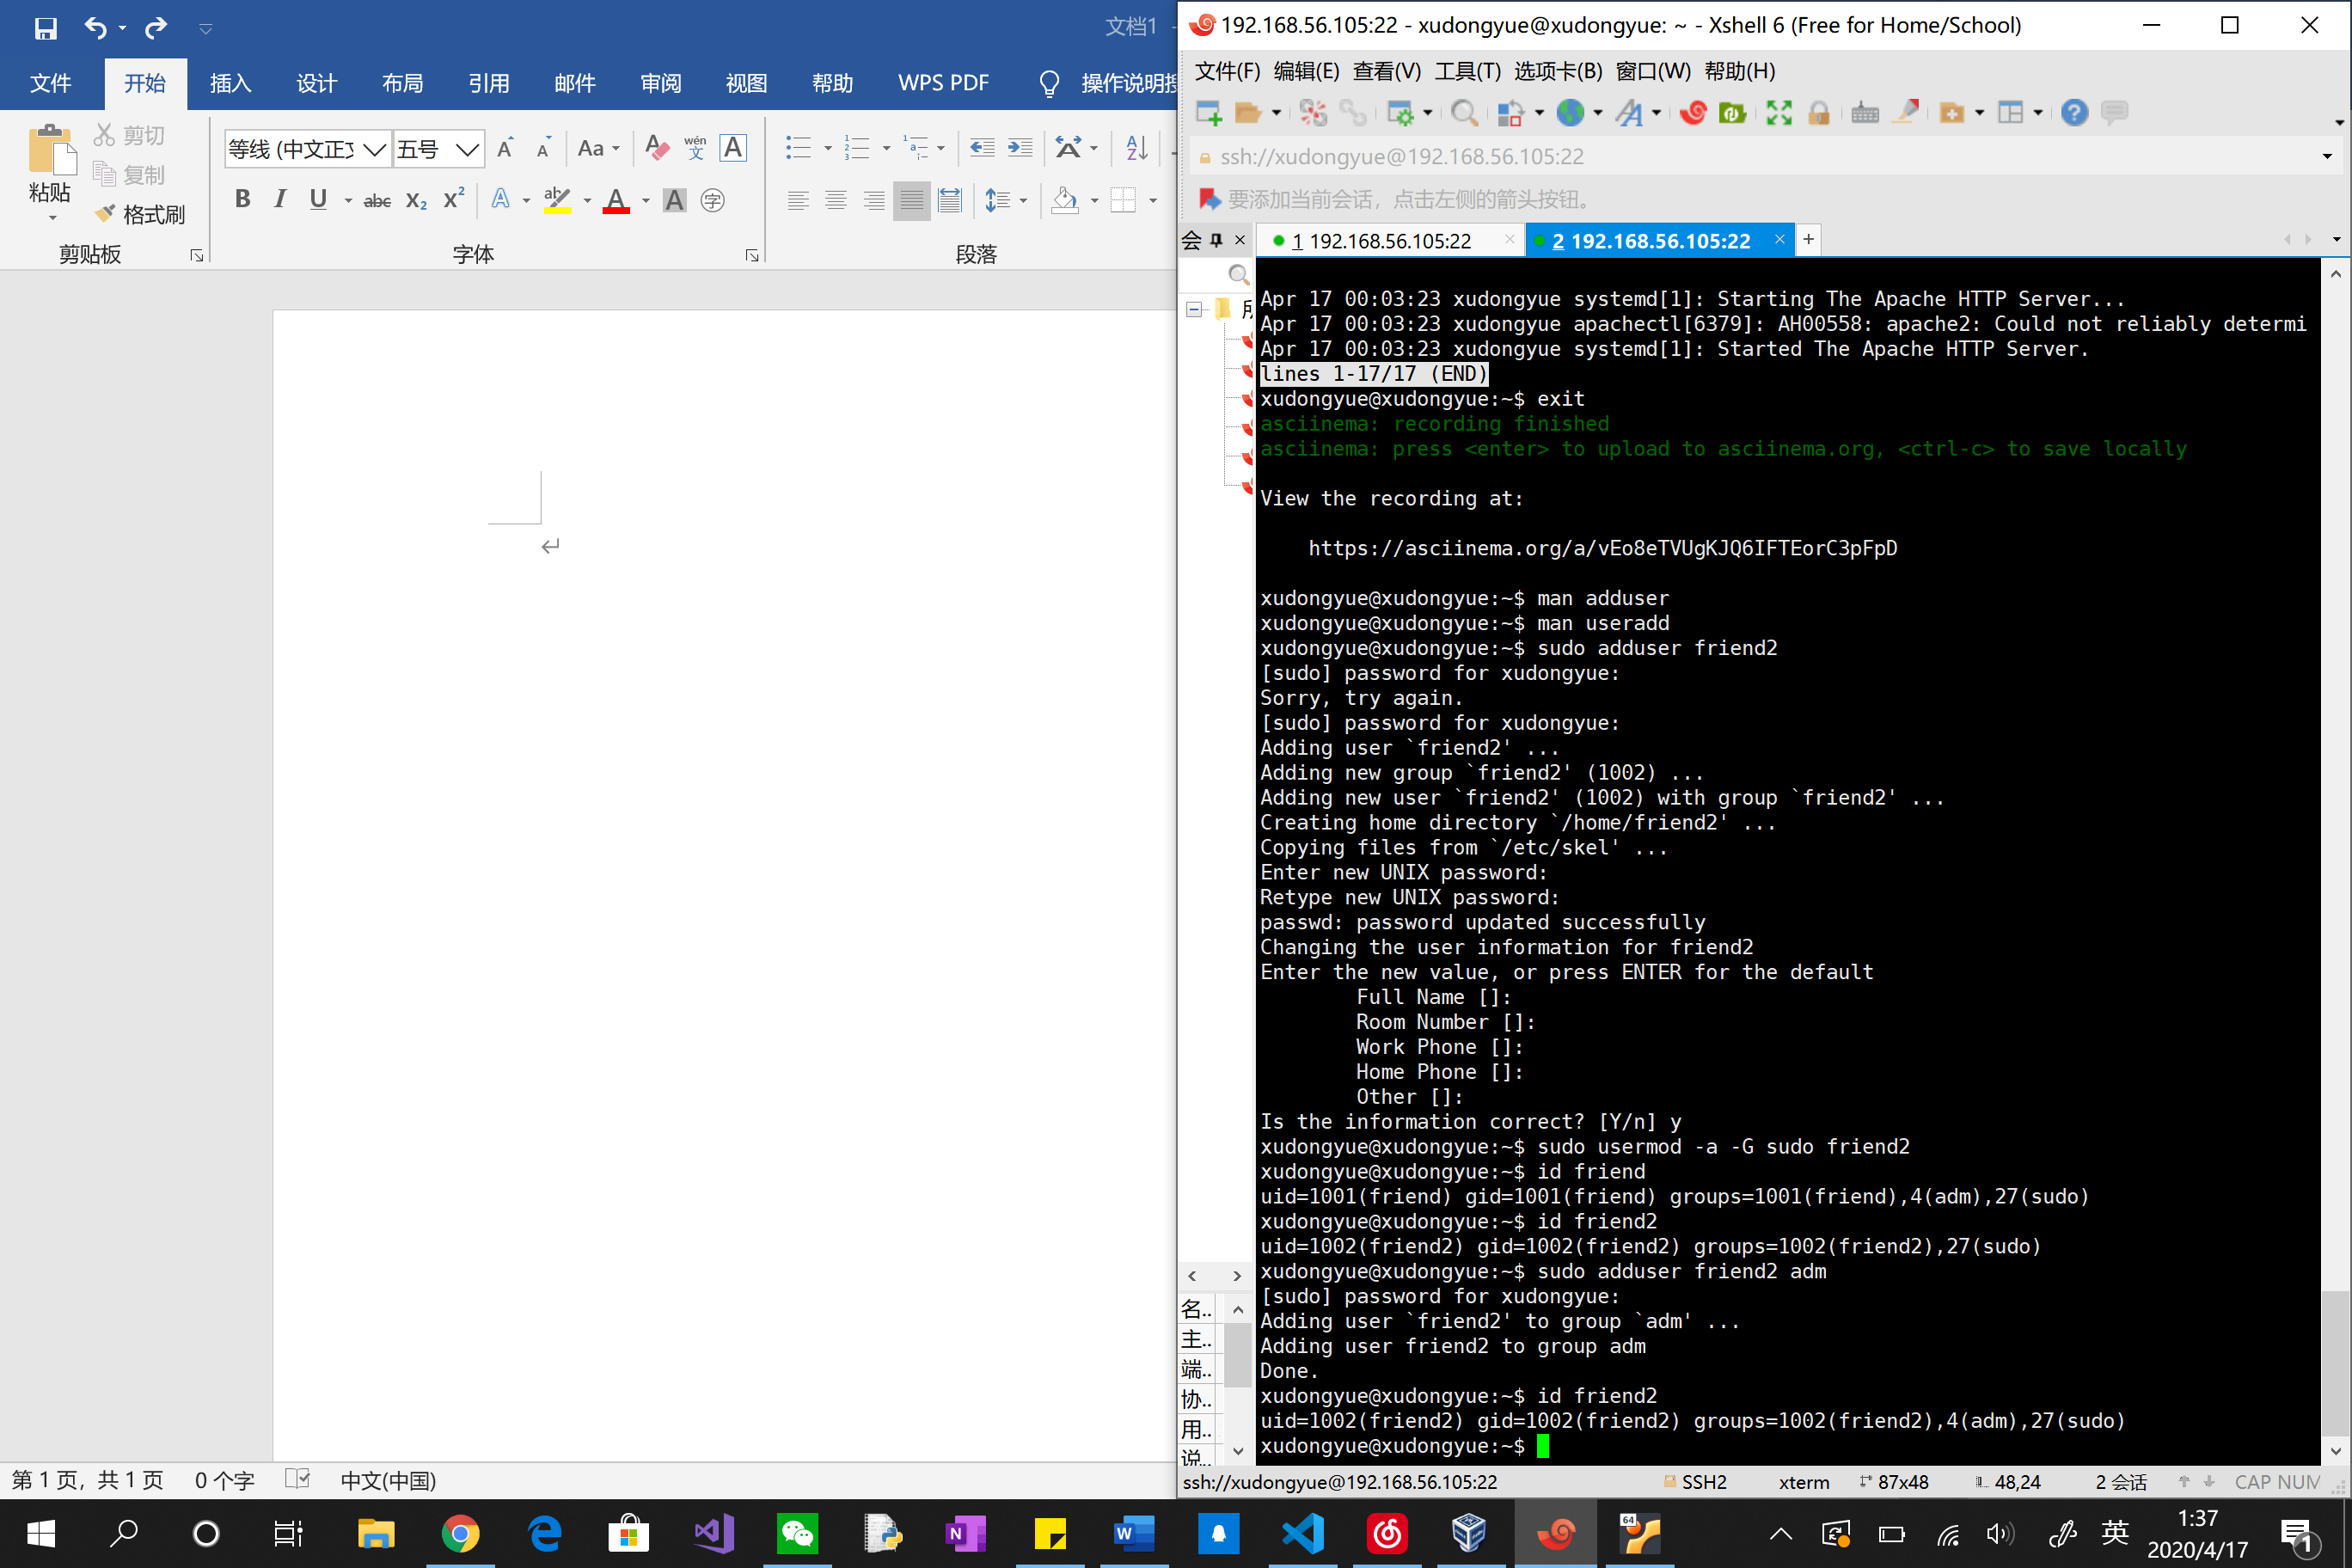 文档1 -
文件 开始 插入 设计 布局 引用 邮件 审阅 视图 帮助 WPS PDF 操作说明搜
粘贴
剪切
复制
格式刷
剪贴板
等线 (中文正文 五号
Aa wén 文 A
B I U abc X₂ X² A ab A A 字
字体
A Z
段落
第 1 页，共 1 页 0 个字 中文(中国)
192.168.56.105:22 - xudongyue@xudongyue: ~ - Xshell 6 (Free for Home/School)
文件(F) 编辑(E) 查看(V) 工具(T) 选项卡(B) 窗口(W) 帮助(H)
ssh://xudongyue@192.168.56.105:22
要添加当前会话，点击左侧的箭头按钮。
会 1 192.168.56.105:22 2 192.168.56.105:22 +
Apr 17 00:03:23 xudongyue systemd[1]: Starting The Apache HTTP Server...
Apr 17 00:03:23 xudongyue apachectl[6379]: AH00558: apache2: Could not reliably determi
Apr 17 00:03:23 xudongyue systemd[1]: Started The Apache HTTP Server.
lines 1-17/17 (END)
xudongyue@xudongyue:~$ exit
asciinema: recording finished
asciinema: press <enter> to upload to asciinema.org, <ctrl-c> to save locally
View the recording at:
https://asciinema.org/a/vEo8eTVUgKJQ6IFTEorC3pFpD
xudongyue@xudongyue:~$ man adduser
xudongyue@xudongyue:~$ man useradd
xudongyue@xudongyue:~$ sudo adduser friend2
[sudo] password for xudongyue:
Sorry, try again.
[sudo] password for xudongyue:
Adding user `friend2' ...
Adding new group `friend2' (1002) ...
Adding new user `friend2' (1002) with group `friend2' ...
Creating home directory `/home/friend2' ...
Copying files from `/etc/skel' ...
Enter new UNIX password:
Retype new UNIX password:
passwd: password updated successfully
Changing the user information for friend2
Enter the new value, or press ENTER for the default
Full Name []:
Room Number []:
Work Phone []:
Home Phone []:
Other []:
Is the information correct? [Y/n] y
xudongyue@xudongyue:~$ sudo usermod -a -G sudo friend2
xudongyue@xudongyue:~$ id friend
uid=1001(friend) gid=1001(friend) groups=1001(friend),4(adm),27(sudo)
xudongyue@xudongyue:~$ id friend2
uid=1002(friend2) gid=1002(friend2) groups=1002(friend2),27(sudo)
xudongyue@xudongyue:~$ sudo adduser friend2 adm
[sudo] password for xudongyue:
Adding user `friend2' to group `adm' ...
Adding user friend2 to group adm
Done.
xudongyue@xudongyue:~$ id friend2
uid=1002(friend2) gid=1002(friend2) groups=1002(friend2),4(adm),27(sudo)
xudongyue@xudongyue:~$
名..
主..
端..
协..
用..
说..
ssh://xudongyue@192.168.56.105:22 SSH2 xterm 87x48 48,24 2 会话 CAP NUM
英 1:37
2020/4/17
1